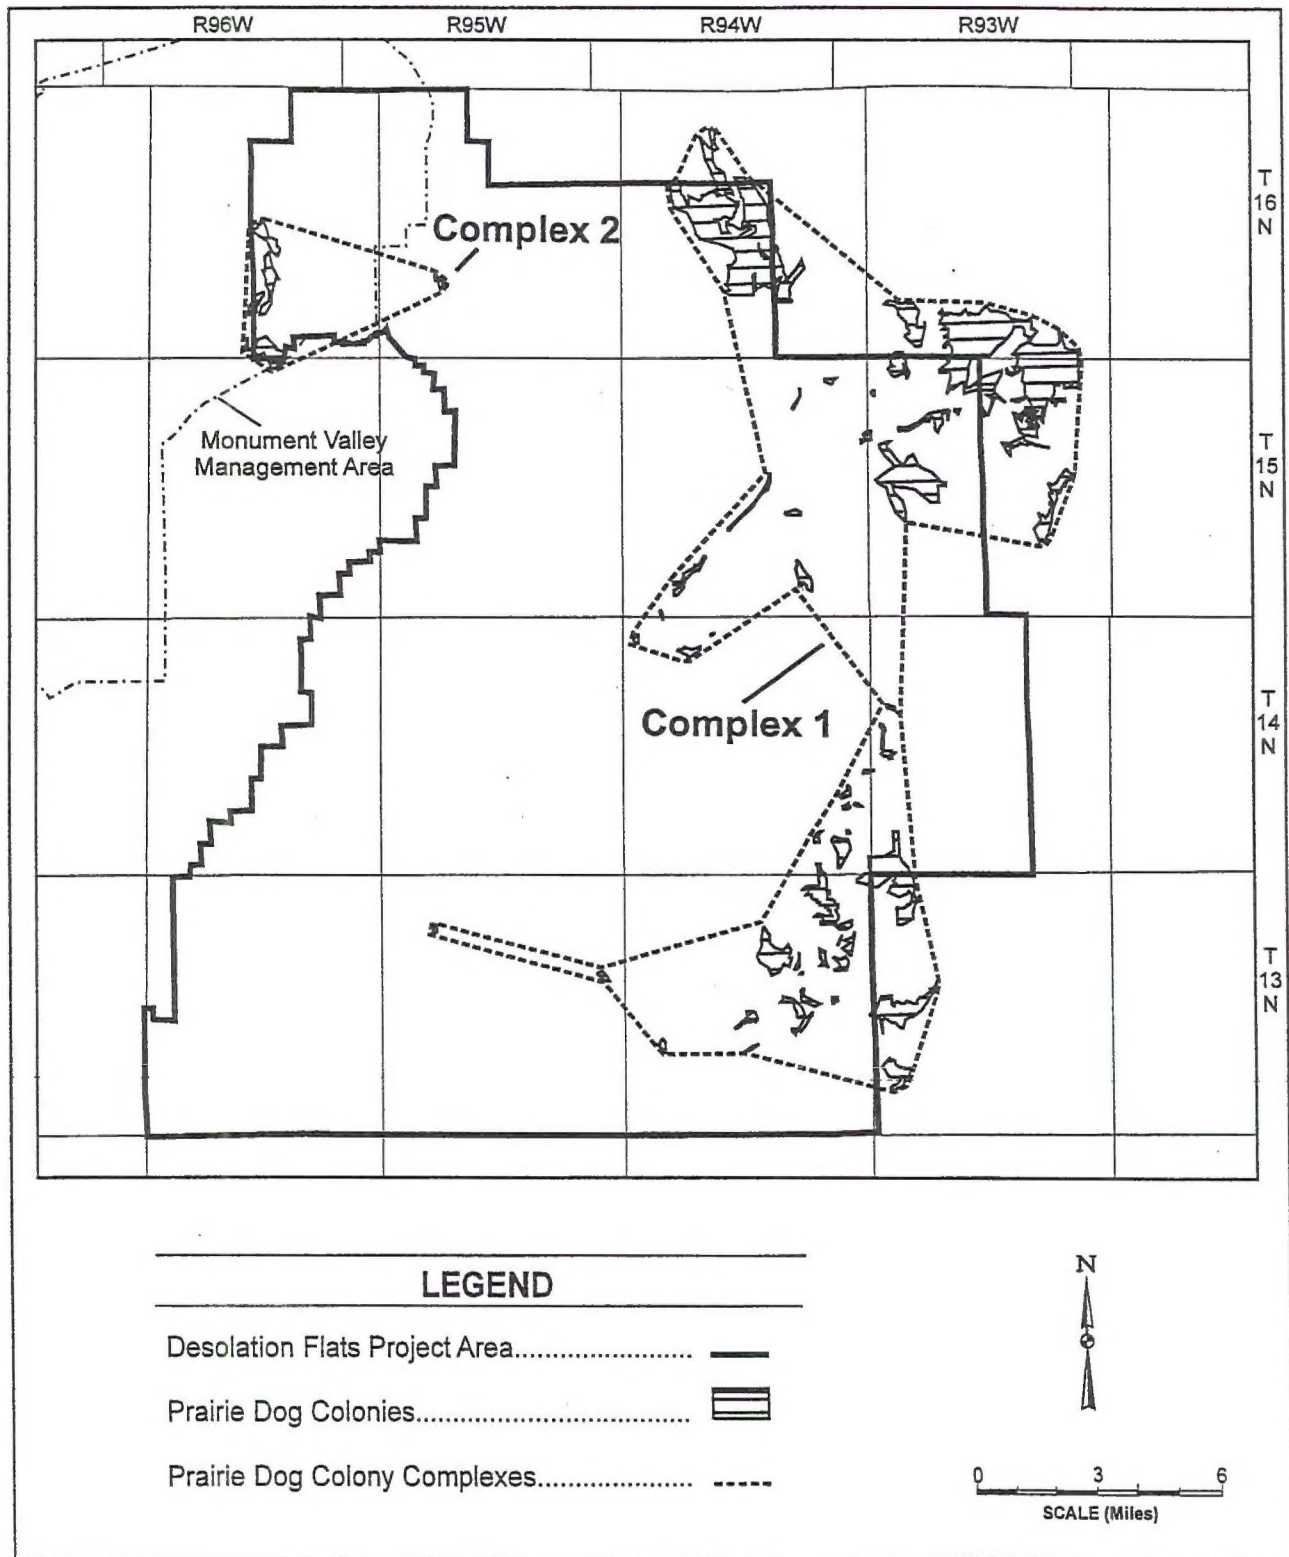 R96W R95W R94W R93W
T
16
N
Complex 2
Monument Valley
Management Area
T
15
N
Complex 1
T
14
N
T
13
N
LEGEND
Desolation Flats Project Area......................
Prairie Dog Colonies..................................
Prairie Dog Colony Complexes...................
N
0 3 6
SCALE (Miles)